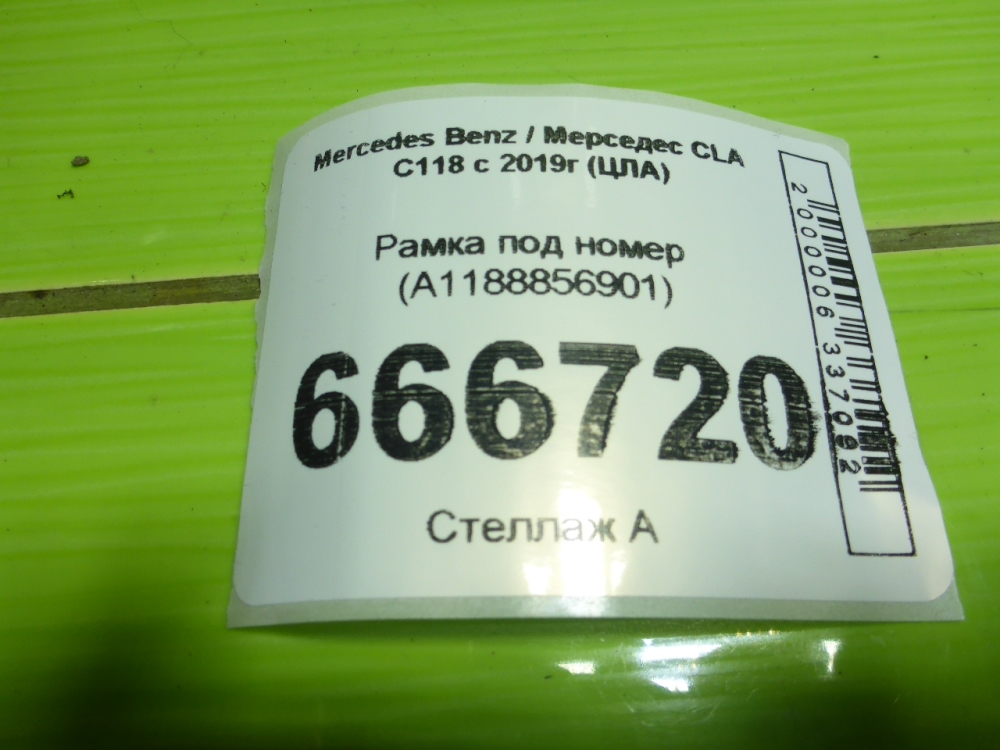 Mercedes Benz / Мерседес CLA
C118 с 2019г (ЦЛА)
Рамка под номер
(A1188856901)
666720
Стеллаж А
2000006337092